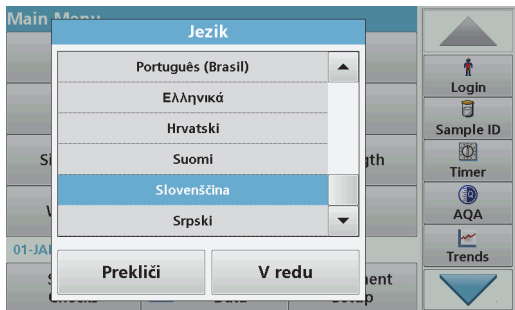 Main Menu
Jezik
Português (Brasil)
Ελληνικά
Hrvatski
Suomi
Slovenščina
Srpski
Prekliči
V redu
01-JA
Login
Sample ID
Timer
AQA
Trends